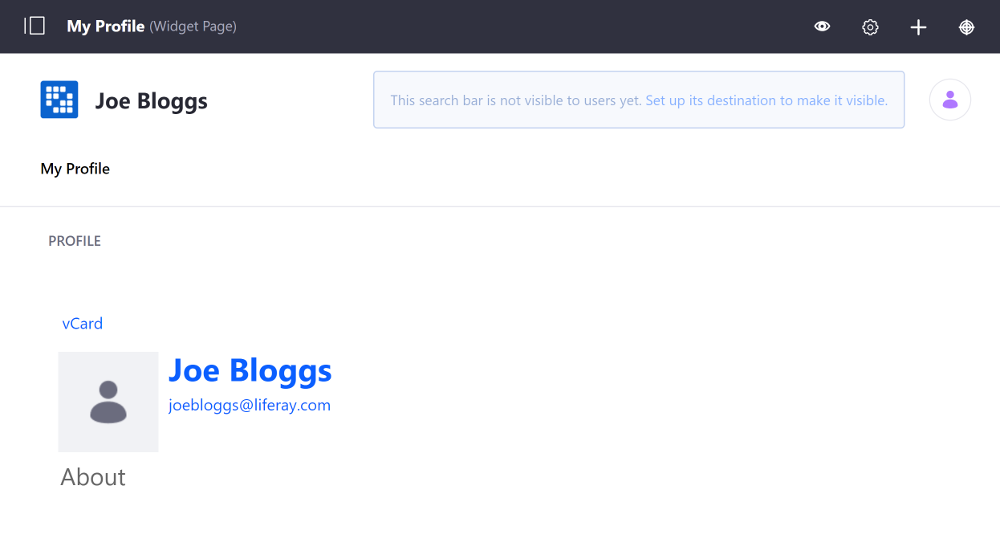 My Profile (Widget Page)
Joe Bloggs
This search bar is not visible to users yet. Set up its destination to make it visible.
My Profile
PROFILE
vCard
Joe Bloggs
joebloggs@liferay.com
About